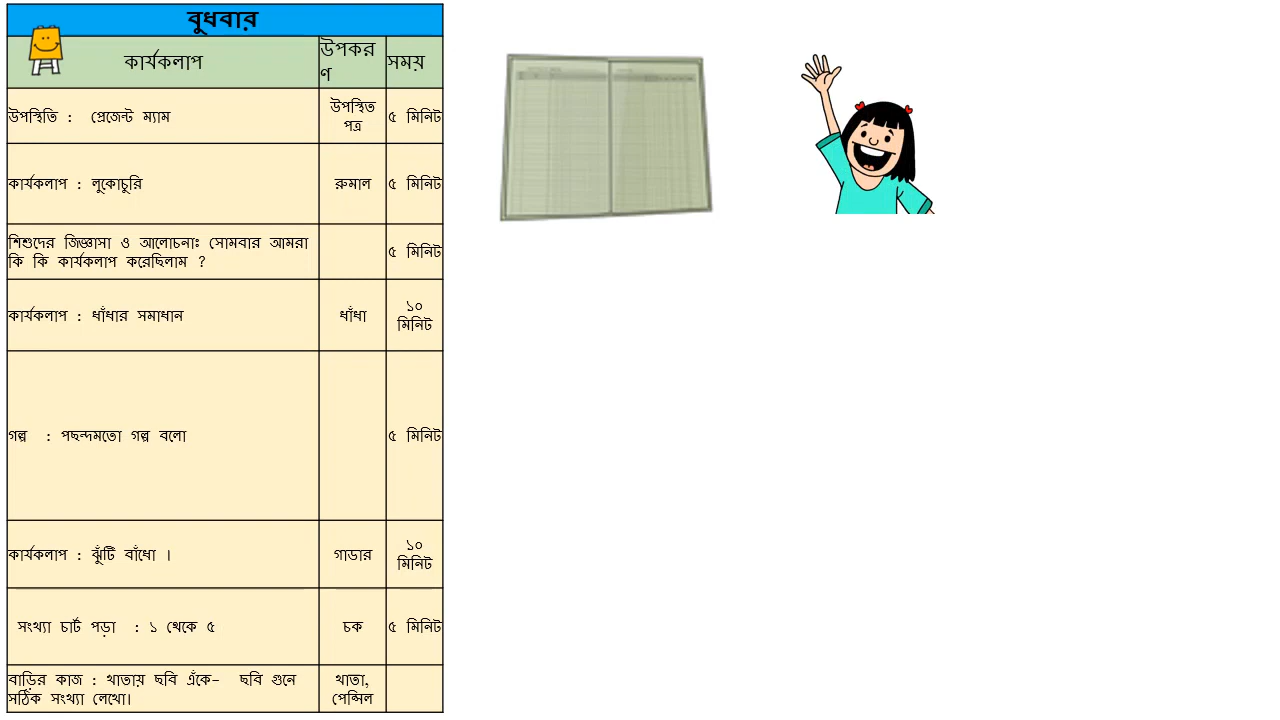 বুধবার
কার্যকলাপ
উপকর
ণ
সময়
উপস্থিতি : প্রেজেন্ট ম্যাম
উপস্থিত
পত্র
৫ মিনিট
কার্যকলাপ : লুকোচুরি
রুমাল
৫ মিনিট
শিশুদের জিজ্ঞাসা ও আলোচনাঃ সোমবার আমরা
কি কি কার্যকলাপ করেছিলাম ?
৫ মিনিট
কার্যকলাপ : ধাঁধার সমাধান
ধাঁধা
১০
মিনিট
গল্প : পছন্দমতো গল্প বলো
৫ মিনিট
কার্যকলাপ : ঝুঁটি বাঁধো ।
গাডার
১০
মিনিট
সংখ্যা চার্ট পড়া : ১ থেকে ৫
চক
৫ মিনিট
বাড়ির কাজ : খাতায় ছবি এঁকে– ছবি গুনে
সঠিক সংখ্যা লেখো।
খাতা,
পেন্সিল